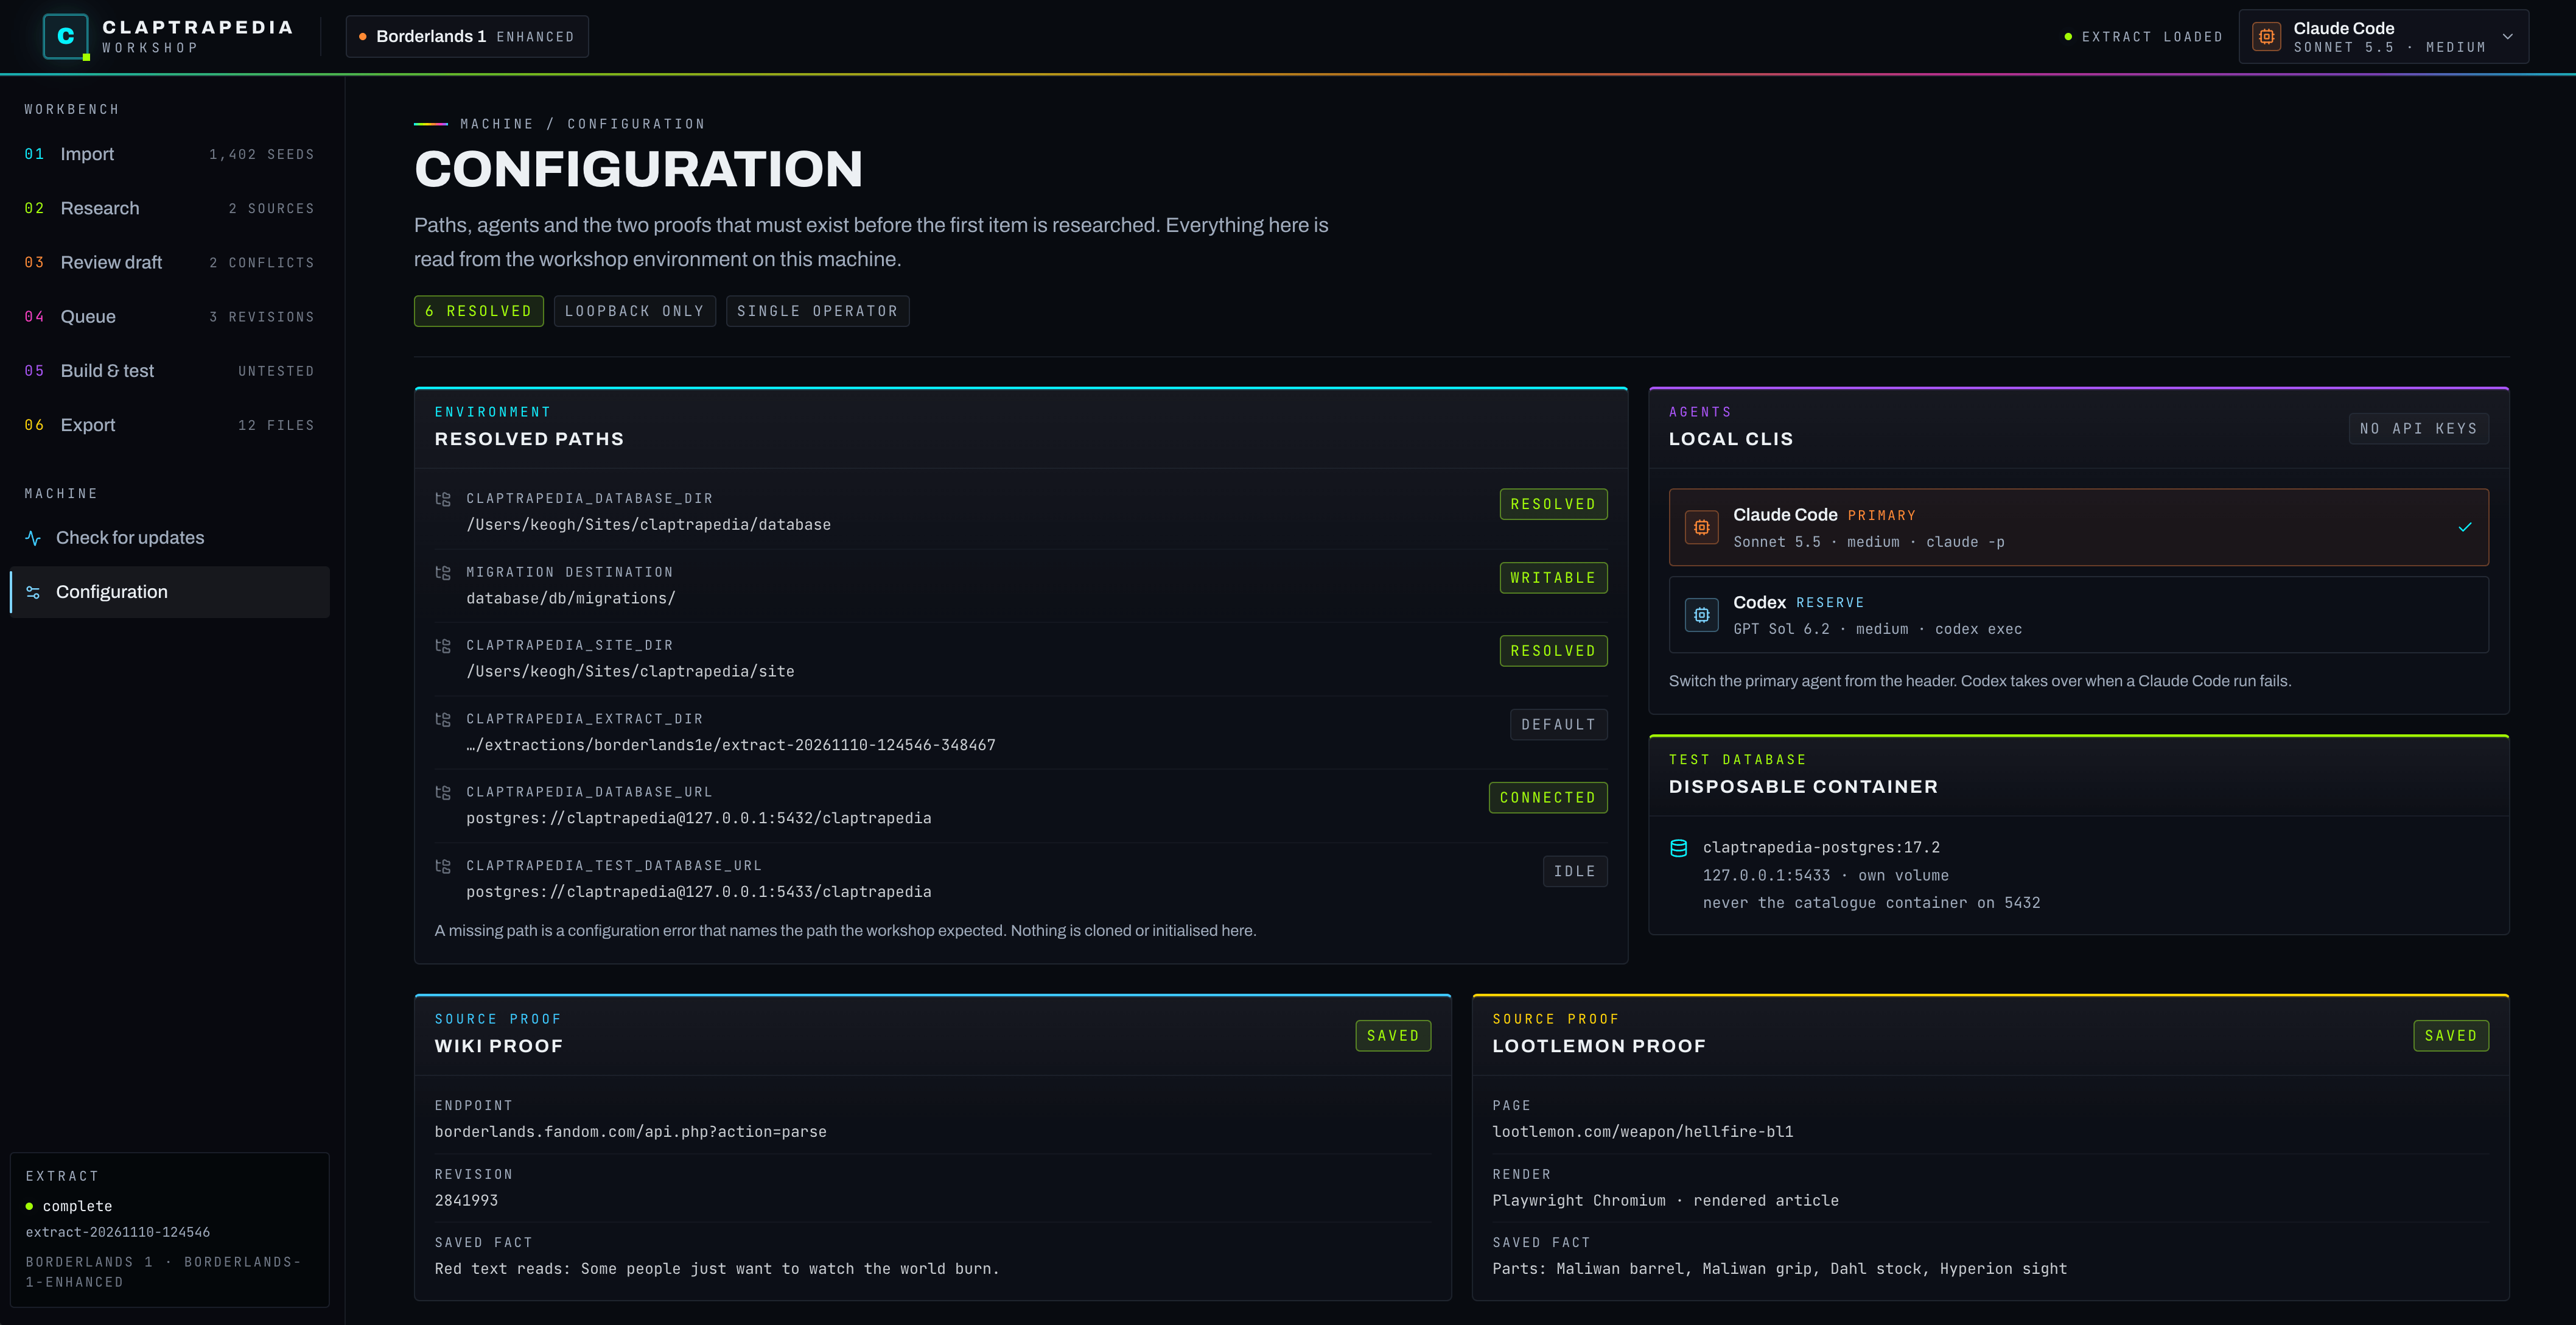 C
CLAPTRAPEDIA
WORKSHOP
Borderlands 1 ENHANCED
EXTRACT LOADED
Claude Code
SONNET 5.5 · MEDIUM
WORKBENCH
01 Import 1,402 SEEDS
02 Research 2 SOURCES
03 Review draft 2 CONFLICTS
04 Queue 3 REVISIONS
05 Build & test UNTESTED
06 Export 12 FILES
MACHINE
Check for updates
Configuration
EXTRACT
complete
extract-20261110-124546
BORDERLANDS 1 · BORDERLANDS-
1-ENHANCED
MACHINE / CONFIGURATION
CONFIGURATION
Paths, agents and the two proofs that must exist before the first item is researched. Everything here is
read from the workshop environment on this machine.
6 RESOLVED
LOOPBACK ONLY
SINGLE OPERATOR
ENVIRONMENT
RESOLVED PATHS
CLAPTRAPEDIA_DATABASE_DIR
/Users/keogh/Sites/claptrapedia/database
RESOLVED
MIGRATION DESTINATION
database/db/migrations/
WRITABLE
CLAPTRAPEDIA_SITE_DIR
/Users/keogh/Sites/claptrapedia/site
RESOLVED
CLAPTRAPEDIA_EXTRACT_DIR
…/extractions/borderlands1e/extract-20261110-124546-348467
DEFAULT
CLAPTRAPEDIA_DATABASE_URL
postgres://claptrapedia@127.0.0.1:5432/claptrapedia
CONNECTED
CLAPTRAPEDIA_TEST_DATABASE_URL
postgres://claptrapedia@127.0.0.1:5433/claptrapedia
IDLE
A missing path is a configuration error that names the path the workshop expected. Nothing is cloned or initialised here.
AGENTS
LOCAL CLIS
NO API KEYS
Claude Code PRIMARY
Sonnet 5.5 · medium · claude -p
Codex RESERVE
GPT Sol 6.2 · medium · codex exec
Switch the primary agent from the header. Codex takes over when a Claude Code run fails.
TEST DATABASE
DISPOSABLE CONTAINER
claptrapedia-postgres:17.2
127.0.0.1:5433 · own volume
never the catalogue container on 5432
SOURCE PROOF
WIKI PROOF
SAVED
ENDPOINT
borderlands.fandom.com/api.php?action=parse
REVISION
2841993
SAVED FACT
Red text reads: Some people just want to watch the world burn.
SOURCE PROOF
LOOTLEMON PROOF
SAVED
PAGE
lootlemon.com/weapon/hellfire-bl1
RENDER
Playwright Chromium · rendered article
SAVED FACT
Parts: Maliwan barrel, Maliwan grip, Dahl stock, Hyperion sight